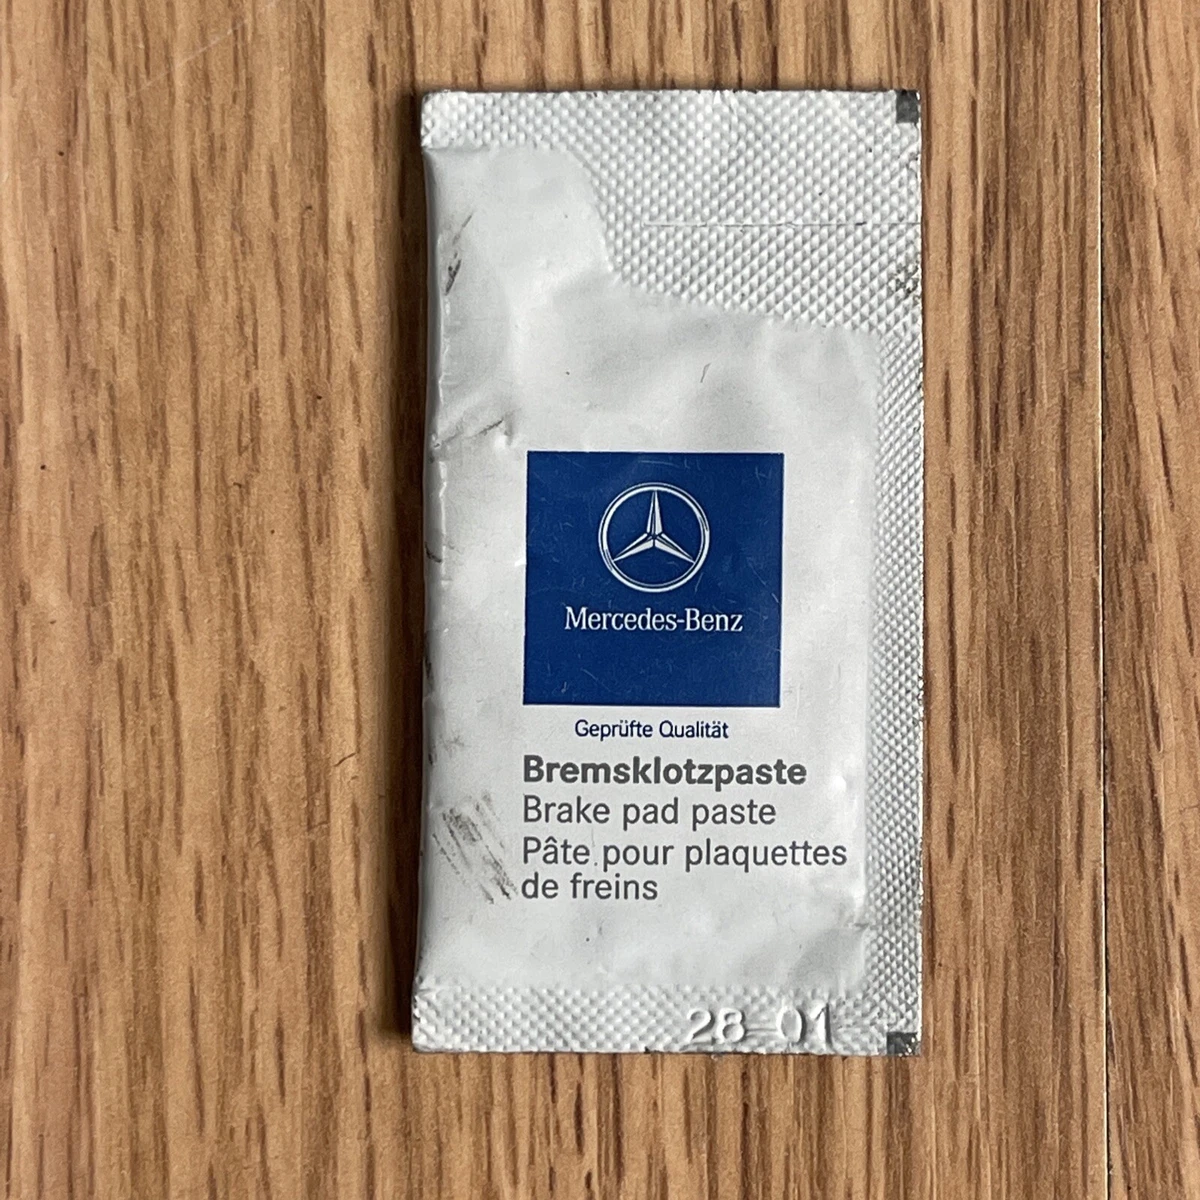 Mercedes-Benz
Geprüfte Qualität
Bremsklotzpaste
Brake pad paste
Pâte pour plaquettes
de freins
28-01